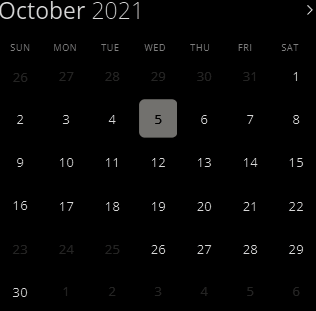 October 2021
SUN MON TUE WED THU FRI SAT
26 27 28 29 30 31 1
2 3 4 5 6 7 8
9 10 11 12 13 14 15
16 17 18 19 20 21 22
23 24 25 26 27 28 29
30 1 2 3 4 5 6